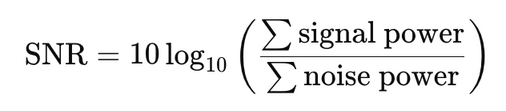 SNR = 10 log₁₀ ( ∑ signal power / ∑ noise power )